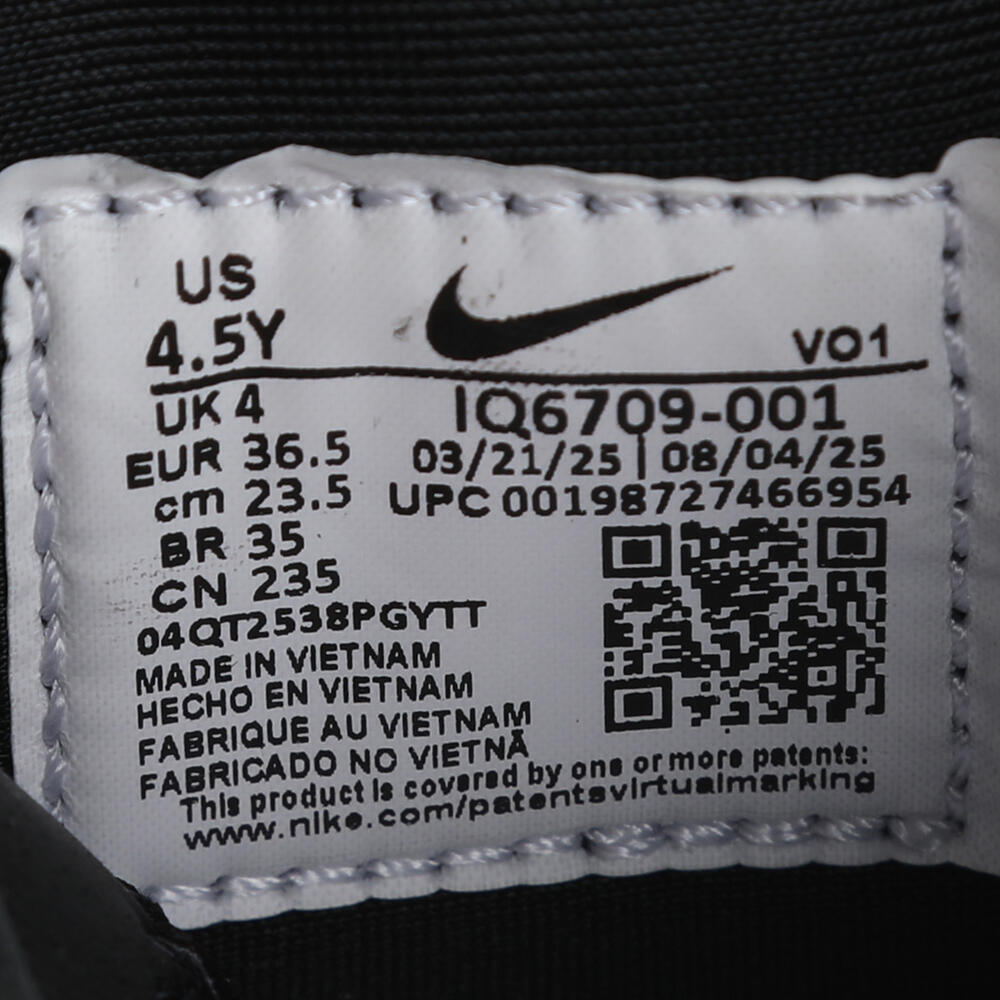 US
4.5Y
VO1
UK 4
IQ6709-001
EUR 36.5
03/21/25 | 08/04/25
cm 23.5
UPC 00198727466954
BR 35
CN 235
04QT2538PGYTT
MADE IN VIETNAM
HECHO EN VIETNAM
FABRIQUE AU VIETNAM
FABRICADO NO VIETNÃ
This product is covered by one or more patents:
www.nike.com/patentsvirtualmarking